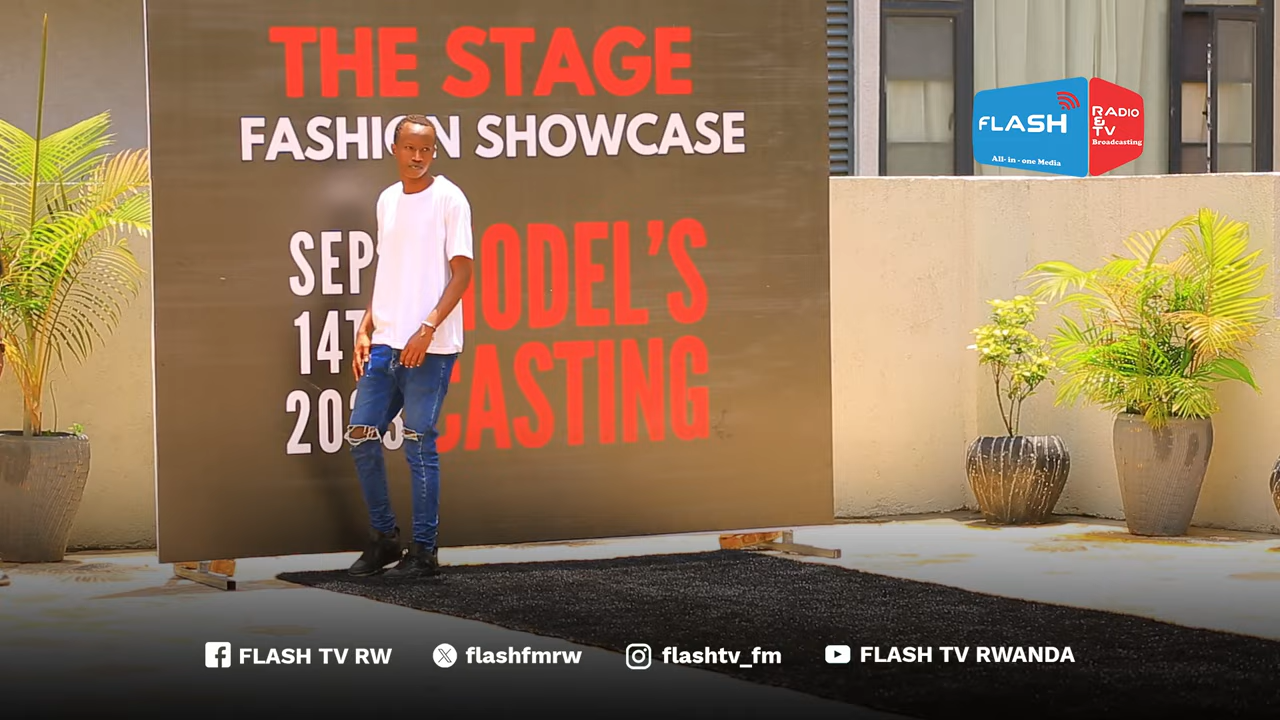 THE STAGE
FASHION SHOWCASE
SEP
14T
MODEL'S
CASTING
FLASH
RADIO
&
TV
Broadcasting
All- in - one Media
FLASH TV RW
flashfmrw
flashtv_fm
FLASH TV RWANDA